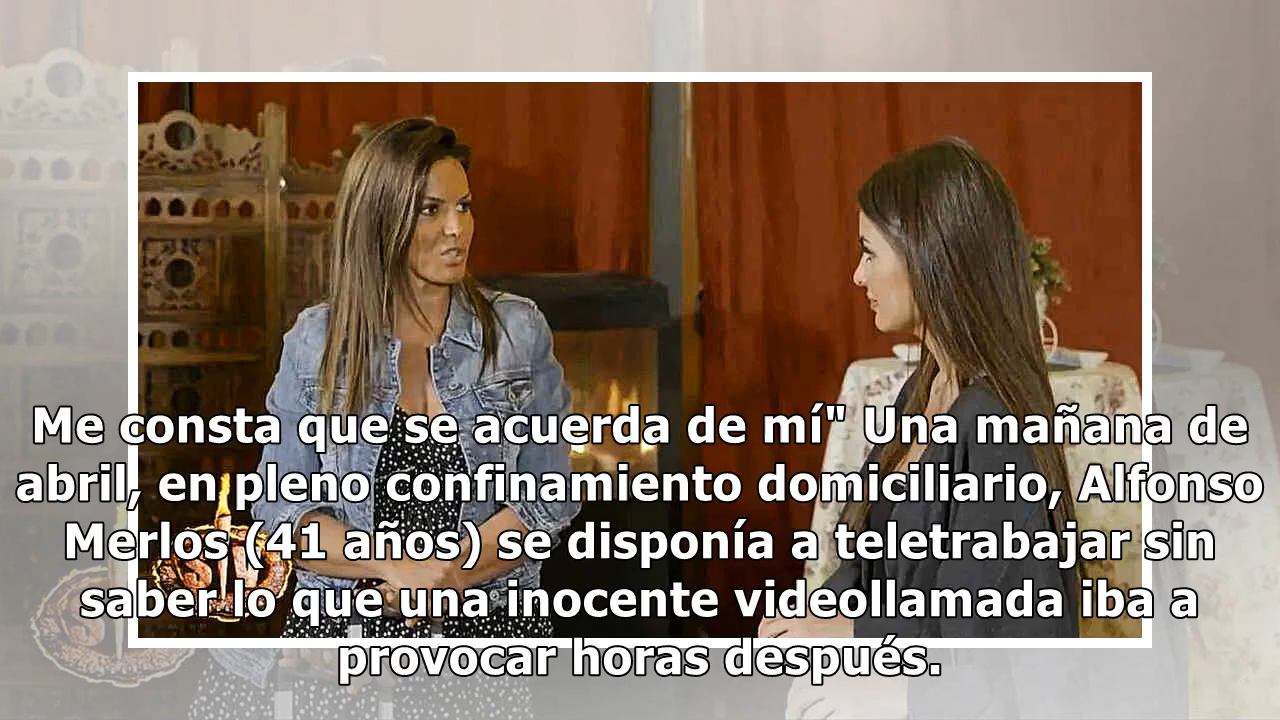 Me consta que se acuerda de mí" Una mañana de
abril, en pleno confinamiento domiciliario, Alfonso
Merlos (41 años) se disponía a teletrabajar sin
saber lo que una inocente videollamada iba a
provocar horas después.